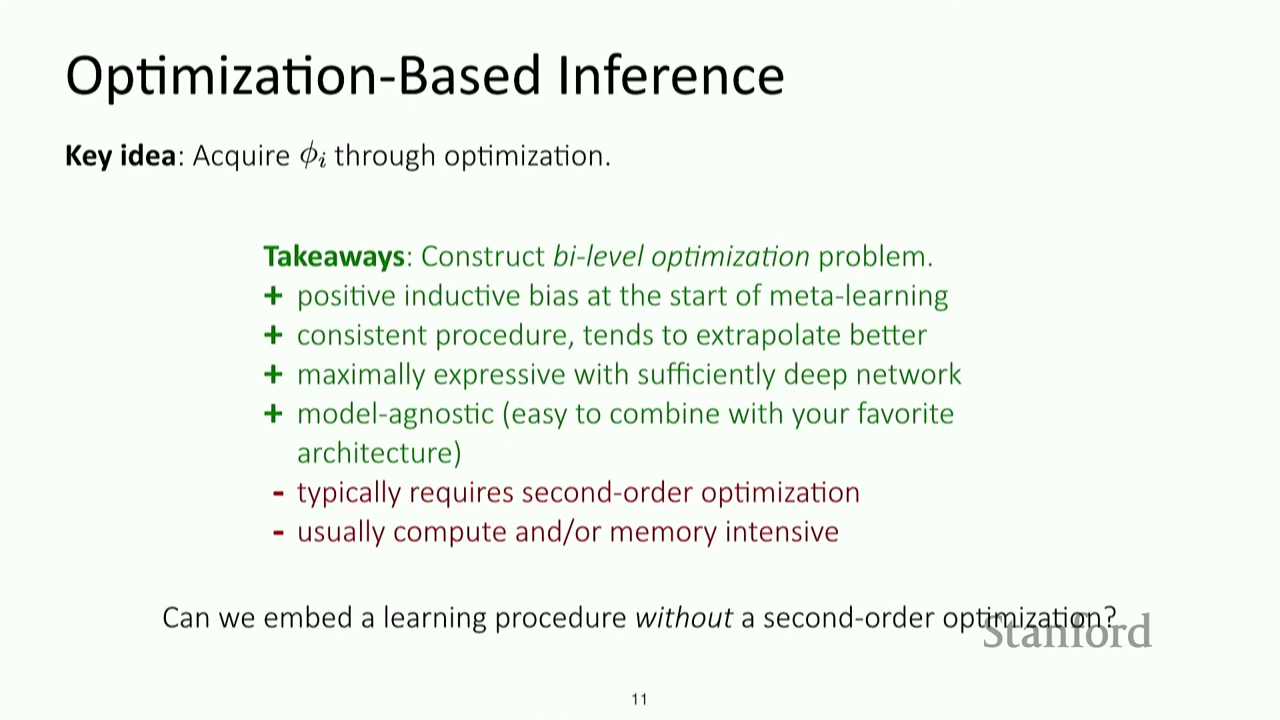 Optimization-Based Inference
Key idea: Acquire ϕᵢ through optimization.
Takeaways: Construct bi-level optimization problem.
+ positive inductive bias at the start of meta-learning
+ consistent procedure, tends to extrapolate better
+ maximally expressive with sufficiently deep network
+ model-agnostic (easy to combine with your favorite
architecture)
- typically requires second-order optimization
- usually compute and/or memory intensive
Can we embed a learning procedure without a second-order optimization?
Stanford
11